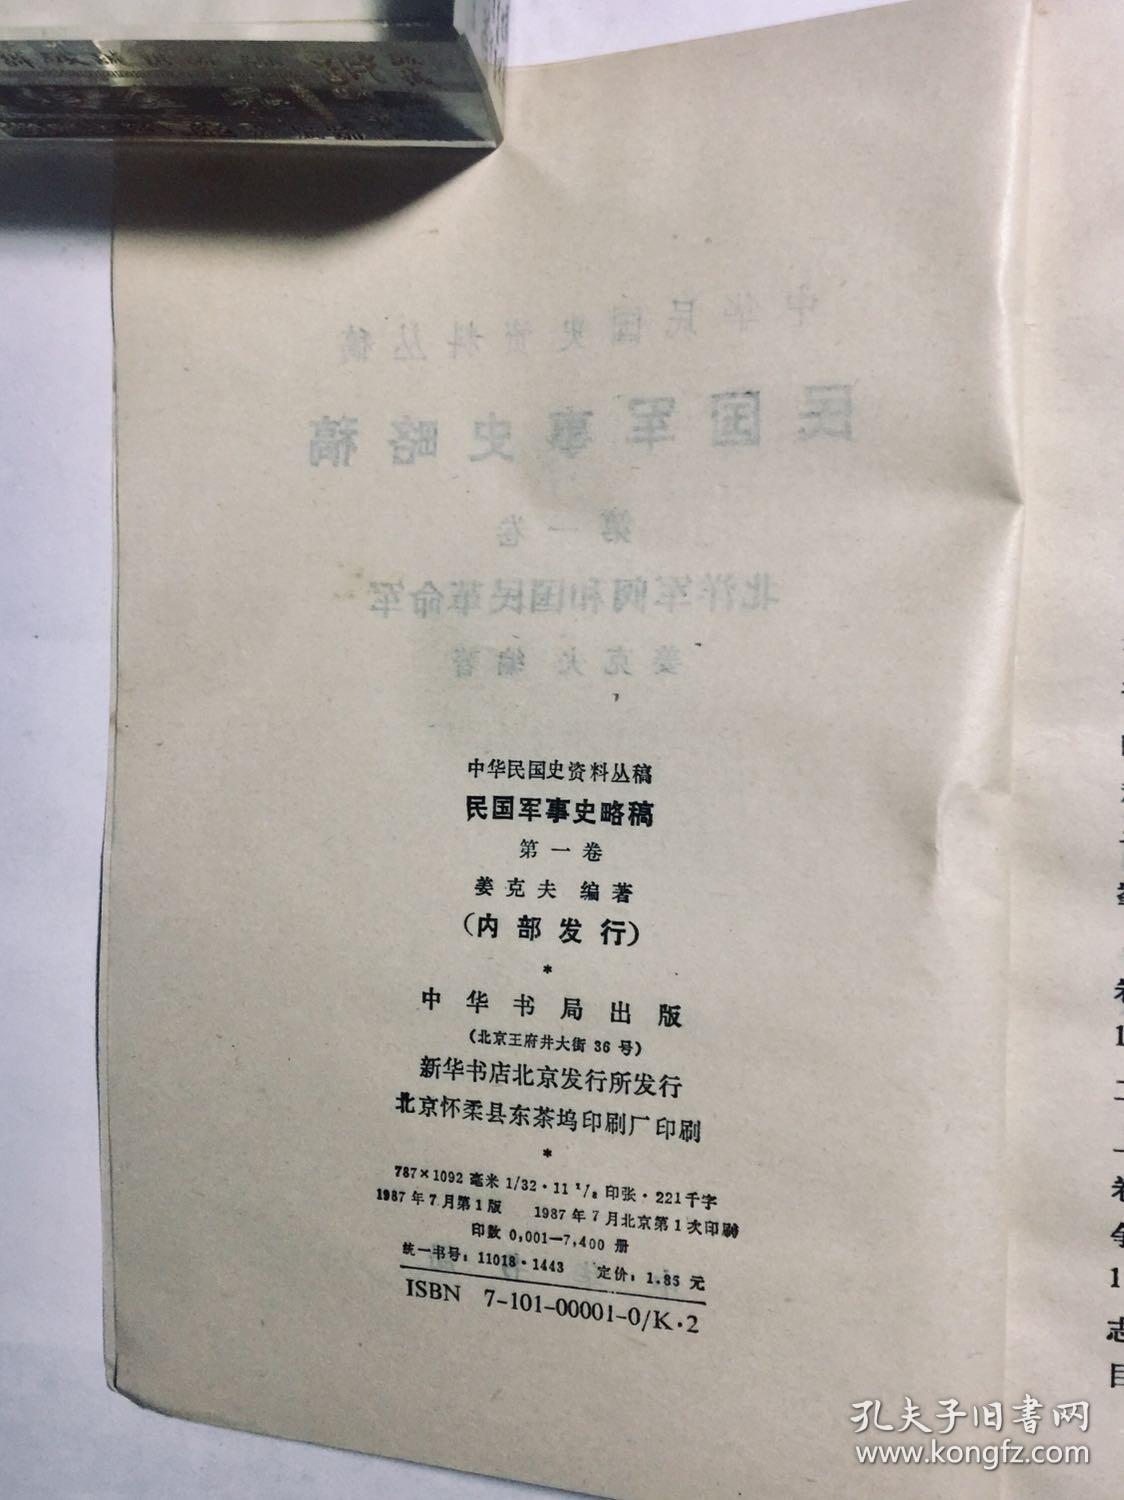 中华民国史资料丛稿
民国军事史略稿
第一卷
北洋军阀和国民革命军
姜克夫 编著
中华民国史资料丛稿
民国军事史略稿
第一卷
姜克夫 编著
(内部发行)
*
中华书局出版
(北京王府井大街 36 号)
新华书店北京发行所发行
北京怀柔县东茶坞印刷厂印刷
*
787×1092 毫米 1/32·11 1/8 印张·221千字
1987年7月第1版 1987年7月北京第1次印刷
印数 0,001—7,400 册
统一书号:11018·1443 定价:1.85 元
ISBN 7-101-00001-0/K·2
1
1
志
目
孔夫子旧书网
www.kongfz.com